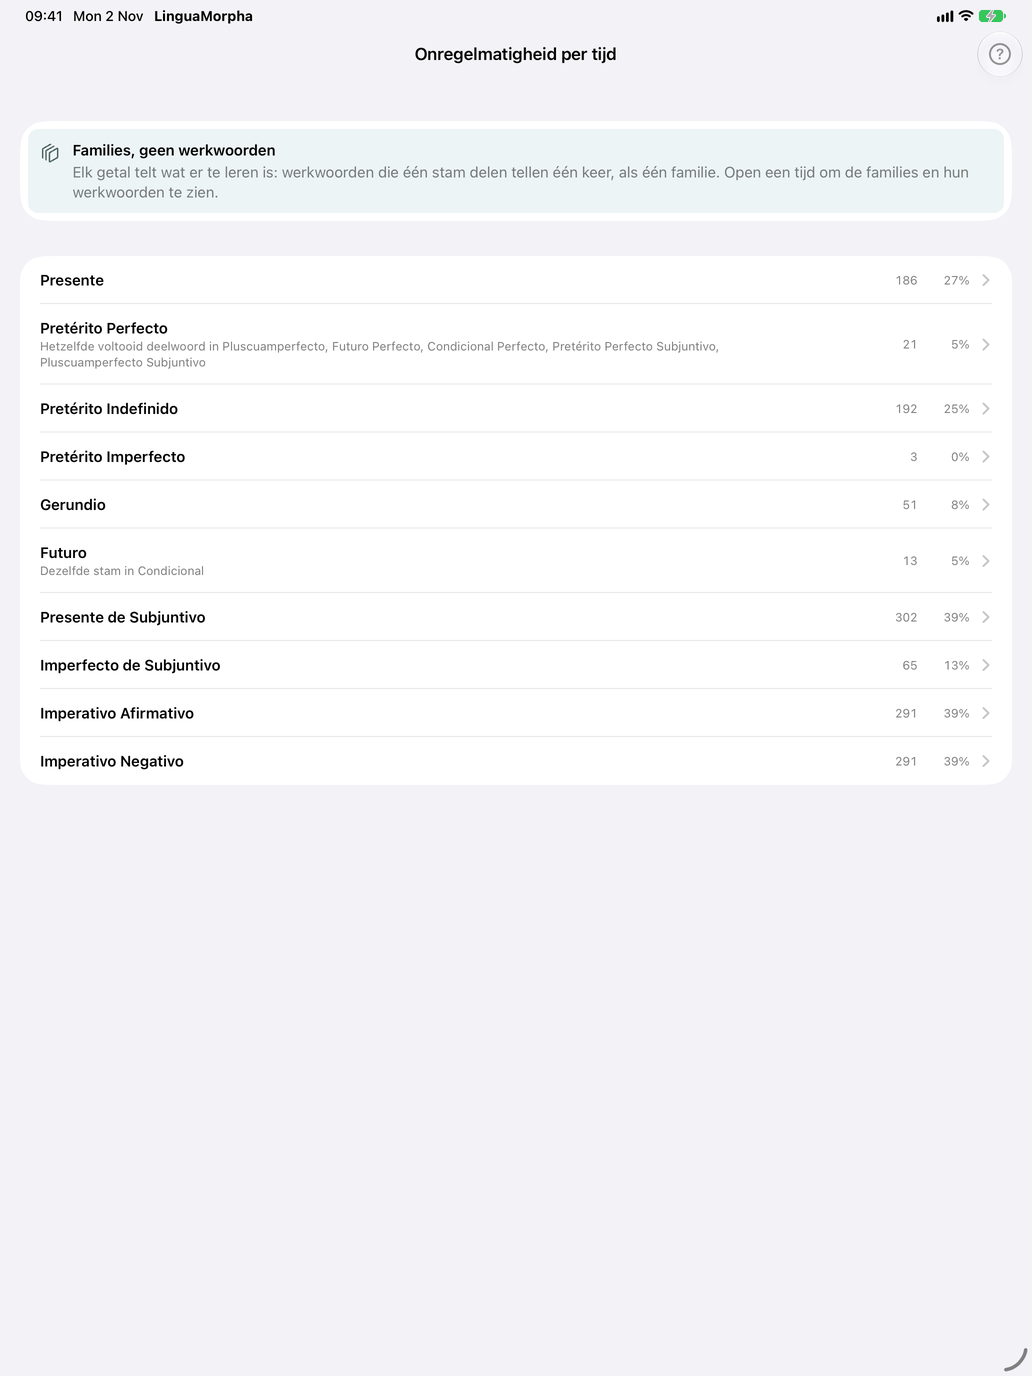 09:41 Mon 2 Nov LinguaMorpha
Onregelmatigheid per tijd
Families, geen werkwoorden
Elk getal telt wat er te leren is: werkwoorden die één stam delen tellen één keer, als één familie. Open een tijd om de families en hun
werkwoorden te zien.
Presente 186 27%
Pretérito Perfecto
Hetzelfde voltooid deelwoord in Pluscuamperfecto, Futuro Perfecto, Condicional Perfecto, Pretérito Perfecto Subjuntivo,
Pluscuamperfecto Subjuntivo
21 5%
Pretérito Indefinido 192 25%
Pretérito Imperfecto 3 0%
Gerundio 51 8%
Futuro
Dezelfde stam in Condicional
13 5%
Presente de Subjuntivo 302 39%
Imperfecto de Subjuntivo 65 13%
Imperativo Afirmativo 291 39%
Imperativo Negativo 291 39%